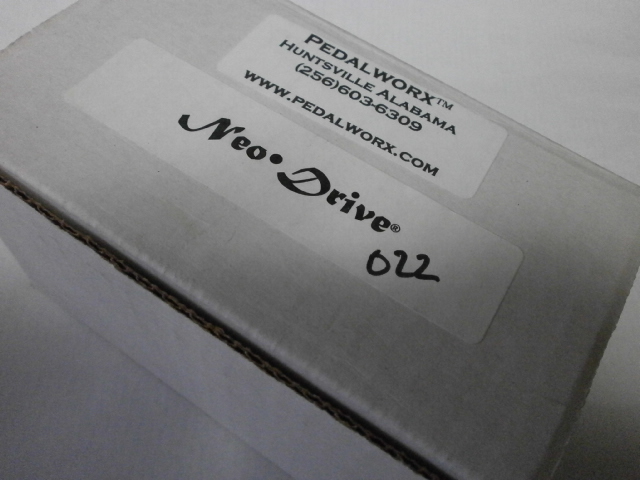 PEDALWORX™
HUNTSVILLE ALABAMA
(256)603-6309
WWW.PEDALWORX.COM
Neo•Drive®
022